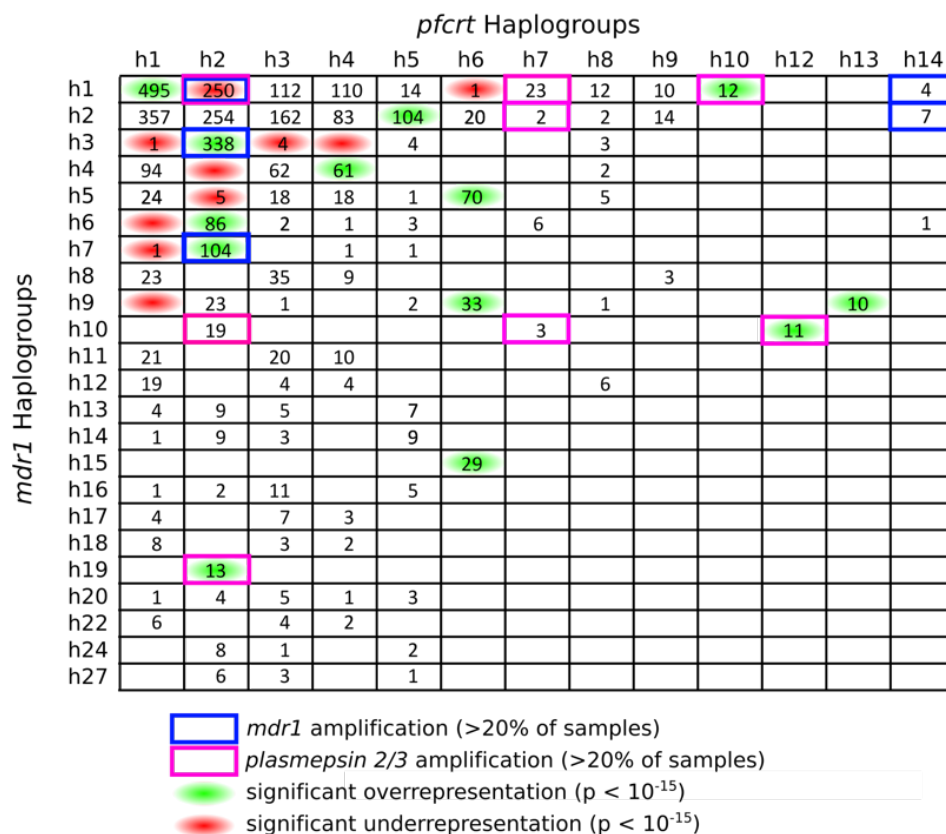 pfcrt Haplogroups
h1 h2 h3 h4 h5 h6 h7 h8 h9 h10 h12 h13 h14
mdr1 Haplogroups
h1 495 250 112 110 14 1 23 12 10 12 4
h2 357 254 162 83 104 20 2 2 14 7
h3 1 338 4 4 3
h4 94 62 61 2
h5 24 5 18 18 1 70 5
h6 86 2 1 3 6 1
h7 1 104 1 1
h8 23 35 9 3
h9 23 1 2 33 1 10
h10 19 3 11
h11 21 20 10
h12 19 4 4 6
h13 4 9 5 7
h14 1 9 3 9
h15 29
h16 1 2 11 5
h17 4 7 3
h18 8 3 2
h19 13
h20 1 4 5 1 3
h22 6 4 2
h24 8 1 2
h27 6 3 1
mdr1 amplification (>20% of samples)
plasmepsin 2/3 amplification (>20% of samples)
significant overrepresentation (p < 10⁻¹⁵)
significant underrepresentation (p < 10⁻¹⁵)